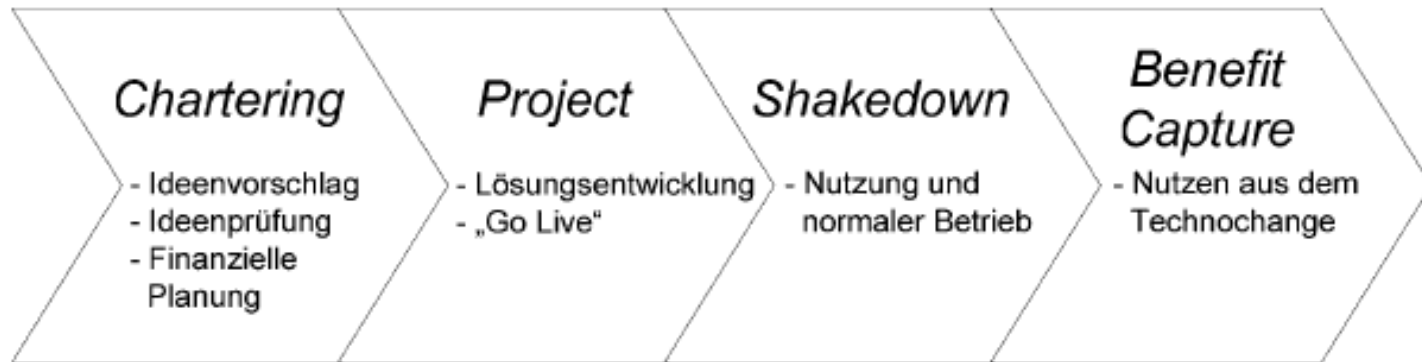 Chartering
- Ideenvorschlag
- Ideenprüfung
- Finanzielle
Planung
Project
- Lösungsentwicklung
- „Go Live“
Shakedown
- Nutzung und
normaler Betrieb
Benefit
Capture
- Nutzen aus dem
Technochange